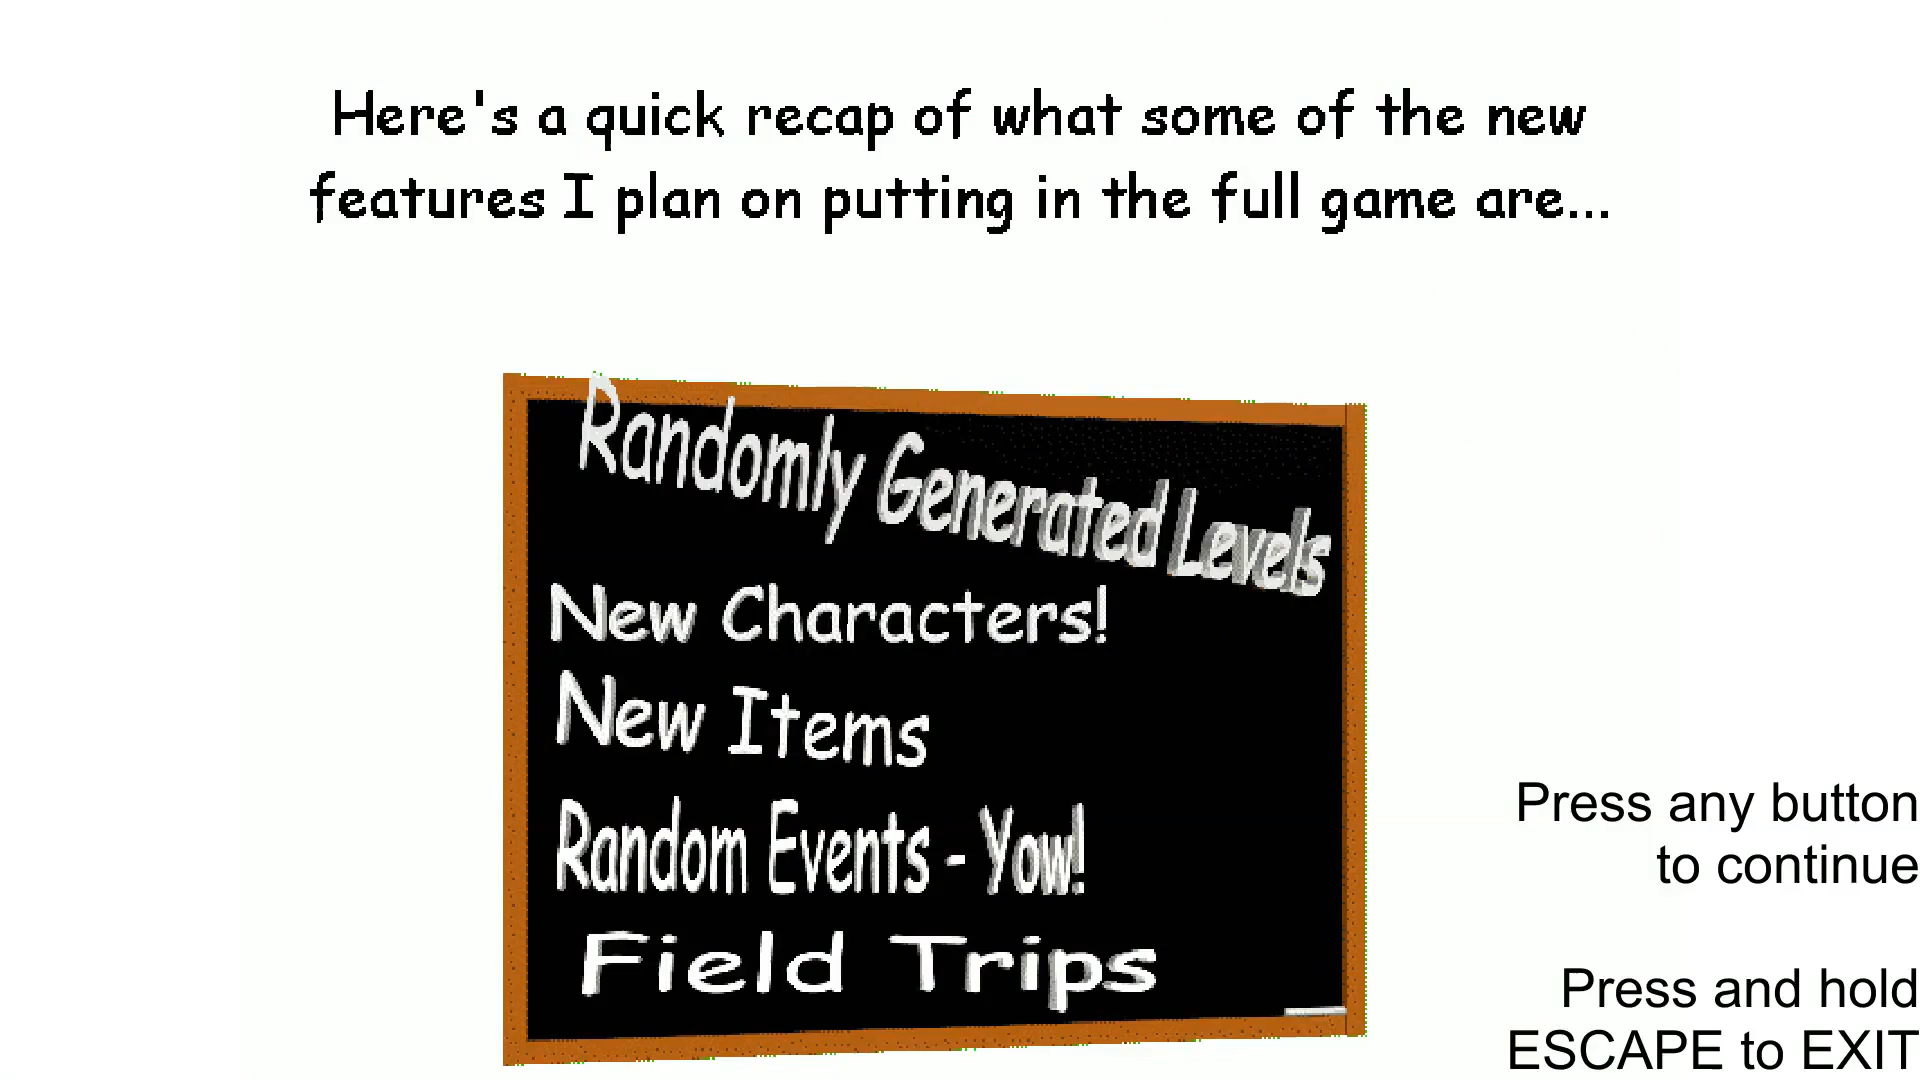 Here's a quick recap of what some of the new
features I plan on putting in the full game are...
Randomly Generated Levels
New Characters!
New Items
Random Events - Yow!
Field Trips
Press any button
to continue
Press and hold
ESCAPE to EXIT